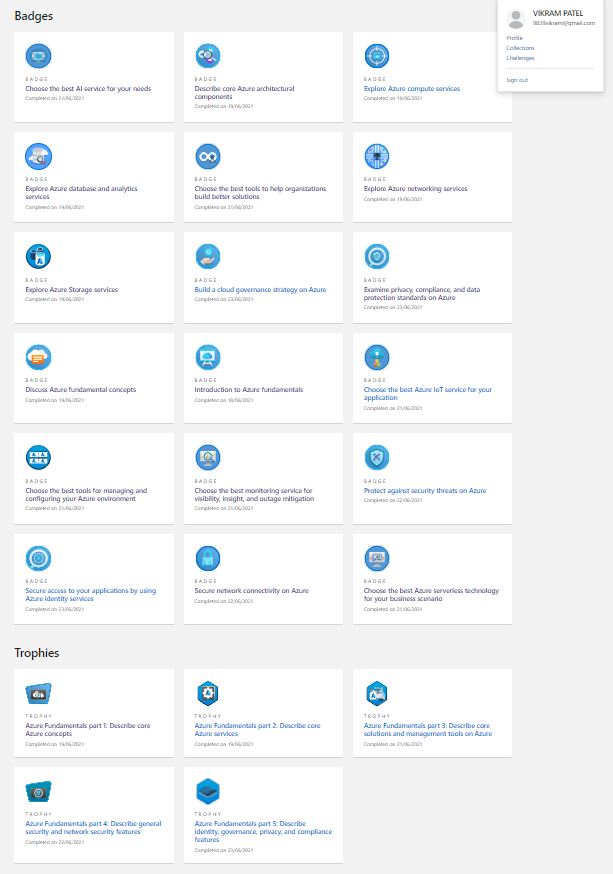 Badges
VIKRAM PATEL
9839vikram@gmail.com
Profile
Collections
Challenges
Sign out
BADGE
Choose the best AI service for your needs
Completed on 21/06/2021
BADGE
Describe core Azure architectural
components
Completed on 19/06/2021
BADGE
Explore Azure compute services
Completed on 19/06/2021
BADGE
Explore Azure database and analytics
services
Completed on 19/06/2021
BADGE
Choose the best tools to help organizations
build better solutions
Completed on 21/06/2021
BADGE
Explore Azure networking services
Completed on 19/06/2021
BADGE
Explore Azure Storage services
Completed on 19/06/2021
BADGE
Build a cloud governance strategy on Azure
Completed on 23/06/2021
BADGE
Examine privacy, compliance, and data
protection standards on Azure
Completed on 23/06/2021
BADGE
Discuss Azure fundamental concepts
Completed on 19/06/2021
BADGE
Introduction to Azure fundamentals
Completed on 18/06/2021
BADGE
Choose the best Azure IoT service for your
application
Completed on 21/06/2021
BADGE
Choose the best tools for managing and
configuring your Azure environment
Completed on 21/06/2021
BADGE
Choose the best monitoring service for
visibility, insight, and outage mitigation
Completed on 21/06/2021
BADGE
Protect against security threats on Azure
Completed on 22/06/2021
BADGE
Secure access to your applications by using
Azure identity services
Completed on 23/06/2021
BADGE
Secure network connectivity on Azure
Completed on 22/06/2021
BADGE
Choose the best Azure serverless technology
for your business scenario
Completed on 21/06/2021
Trophies
TROPHY
Azure Fundamentals part 1: Describe core
Azure concepts
Completed on 19/06/2021
TROPHY
Azure Fundamentals part 2: Describe core
Azure services
Completed on 19/06/2021
TROPHY
Azure Fundamentals part 3: Describe core
solutions and management tools on Azure
Completed on 21/06/2021
TROPHY
Azure Fundamentals part 4: Describe general
security and network security features
Completed on 22/06/2021
TROPHY
Azure Fundamentals part 5: Describe
identity, governance, privacy, and compliance
features
Completed on 23/06/2021